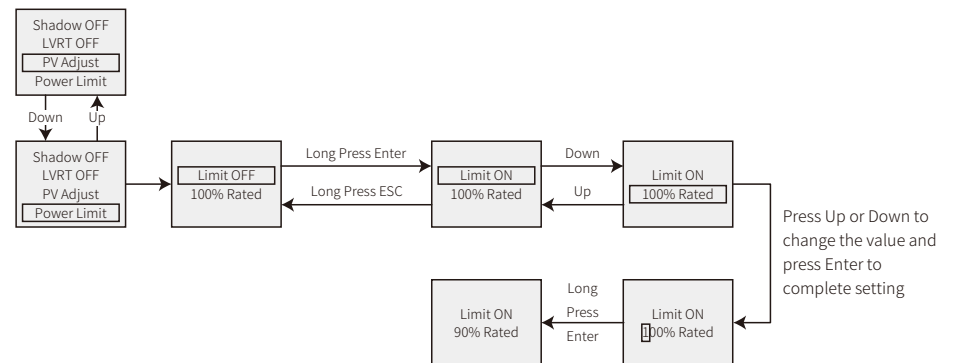 Shadow OFF
LVRT OFF
PV Adjust
Power Limit
Down
Up
Shadow OFF
LVRT OFF
PV Adjust
Power Limit
Limit OFF
100% Rated
Long Press Enter
Long Press ESC
Limit ON
100% Rated
Down
Up
Limit ON
100% Rated
Press Up or Down to
change the value and
press Enter to
complete setting
Limit ON
100% Rated
Long
Press
Enter
Limit ON
90% Rated